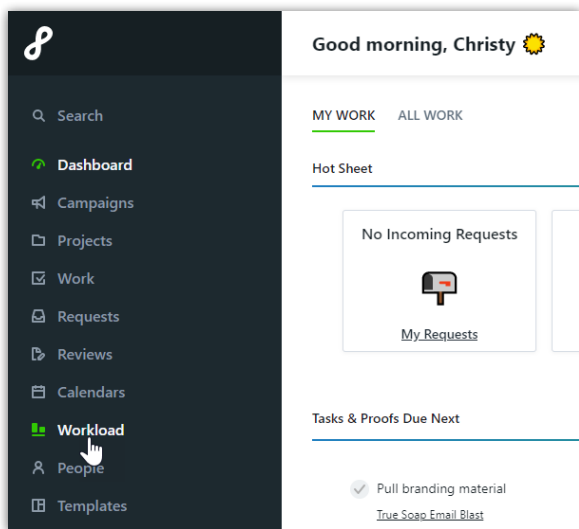 Good morning, Christy
Search
Dashboard
Campaigns
Projects
Work
Requests
Reviews
Calendars
Workload
People
Templates
MY WORK ALL WORK
Hot Sheet
No Incoming Requests
My Requests
Tasks & Proofs Due Next
Pull branding material
True Soap Email Blast